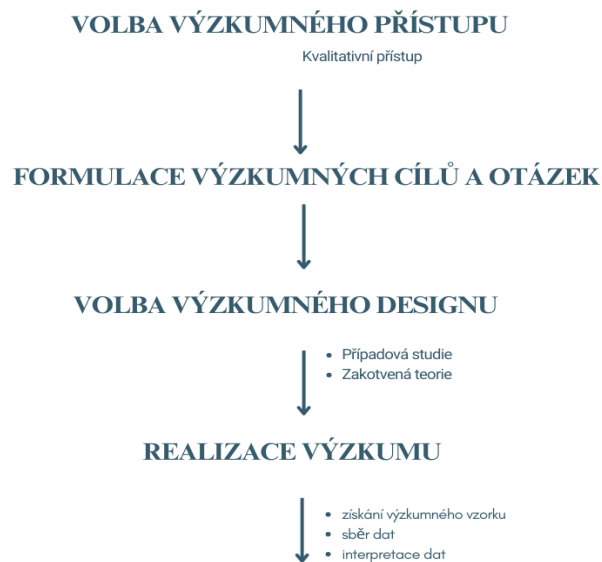 VOLBA VÝZKUMNÉHO PŘÍSTUPU
Kvalitativní přístup
FORMULACE VÝZKUMNÝCH CÍLŮ A OTÁZEK
VOLBA VÝZKUMNÉHO DESIGNU
• Případová studie
• Zakotvená teorie
REALIZACE VÝZKUMU
• získání výzkumného vzorku
• sběr dat
• interpretace dat